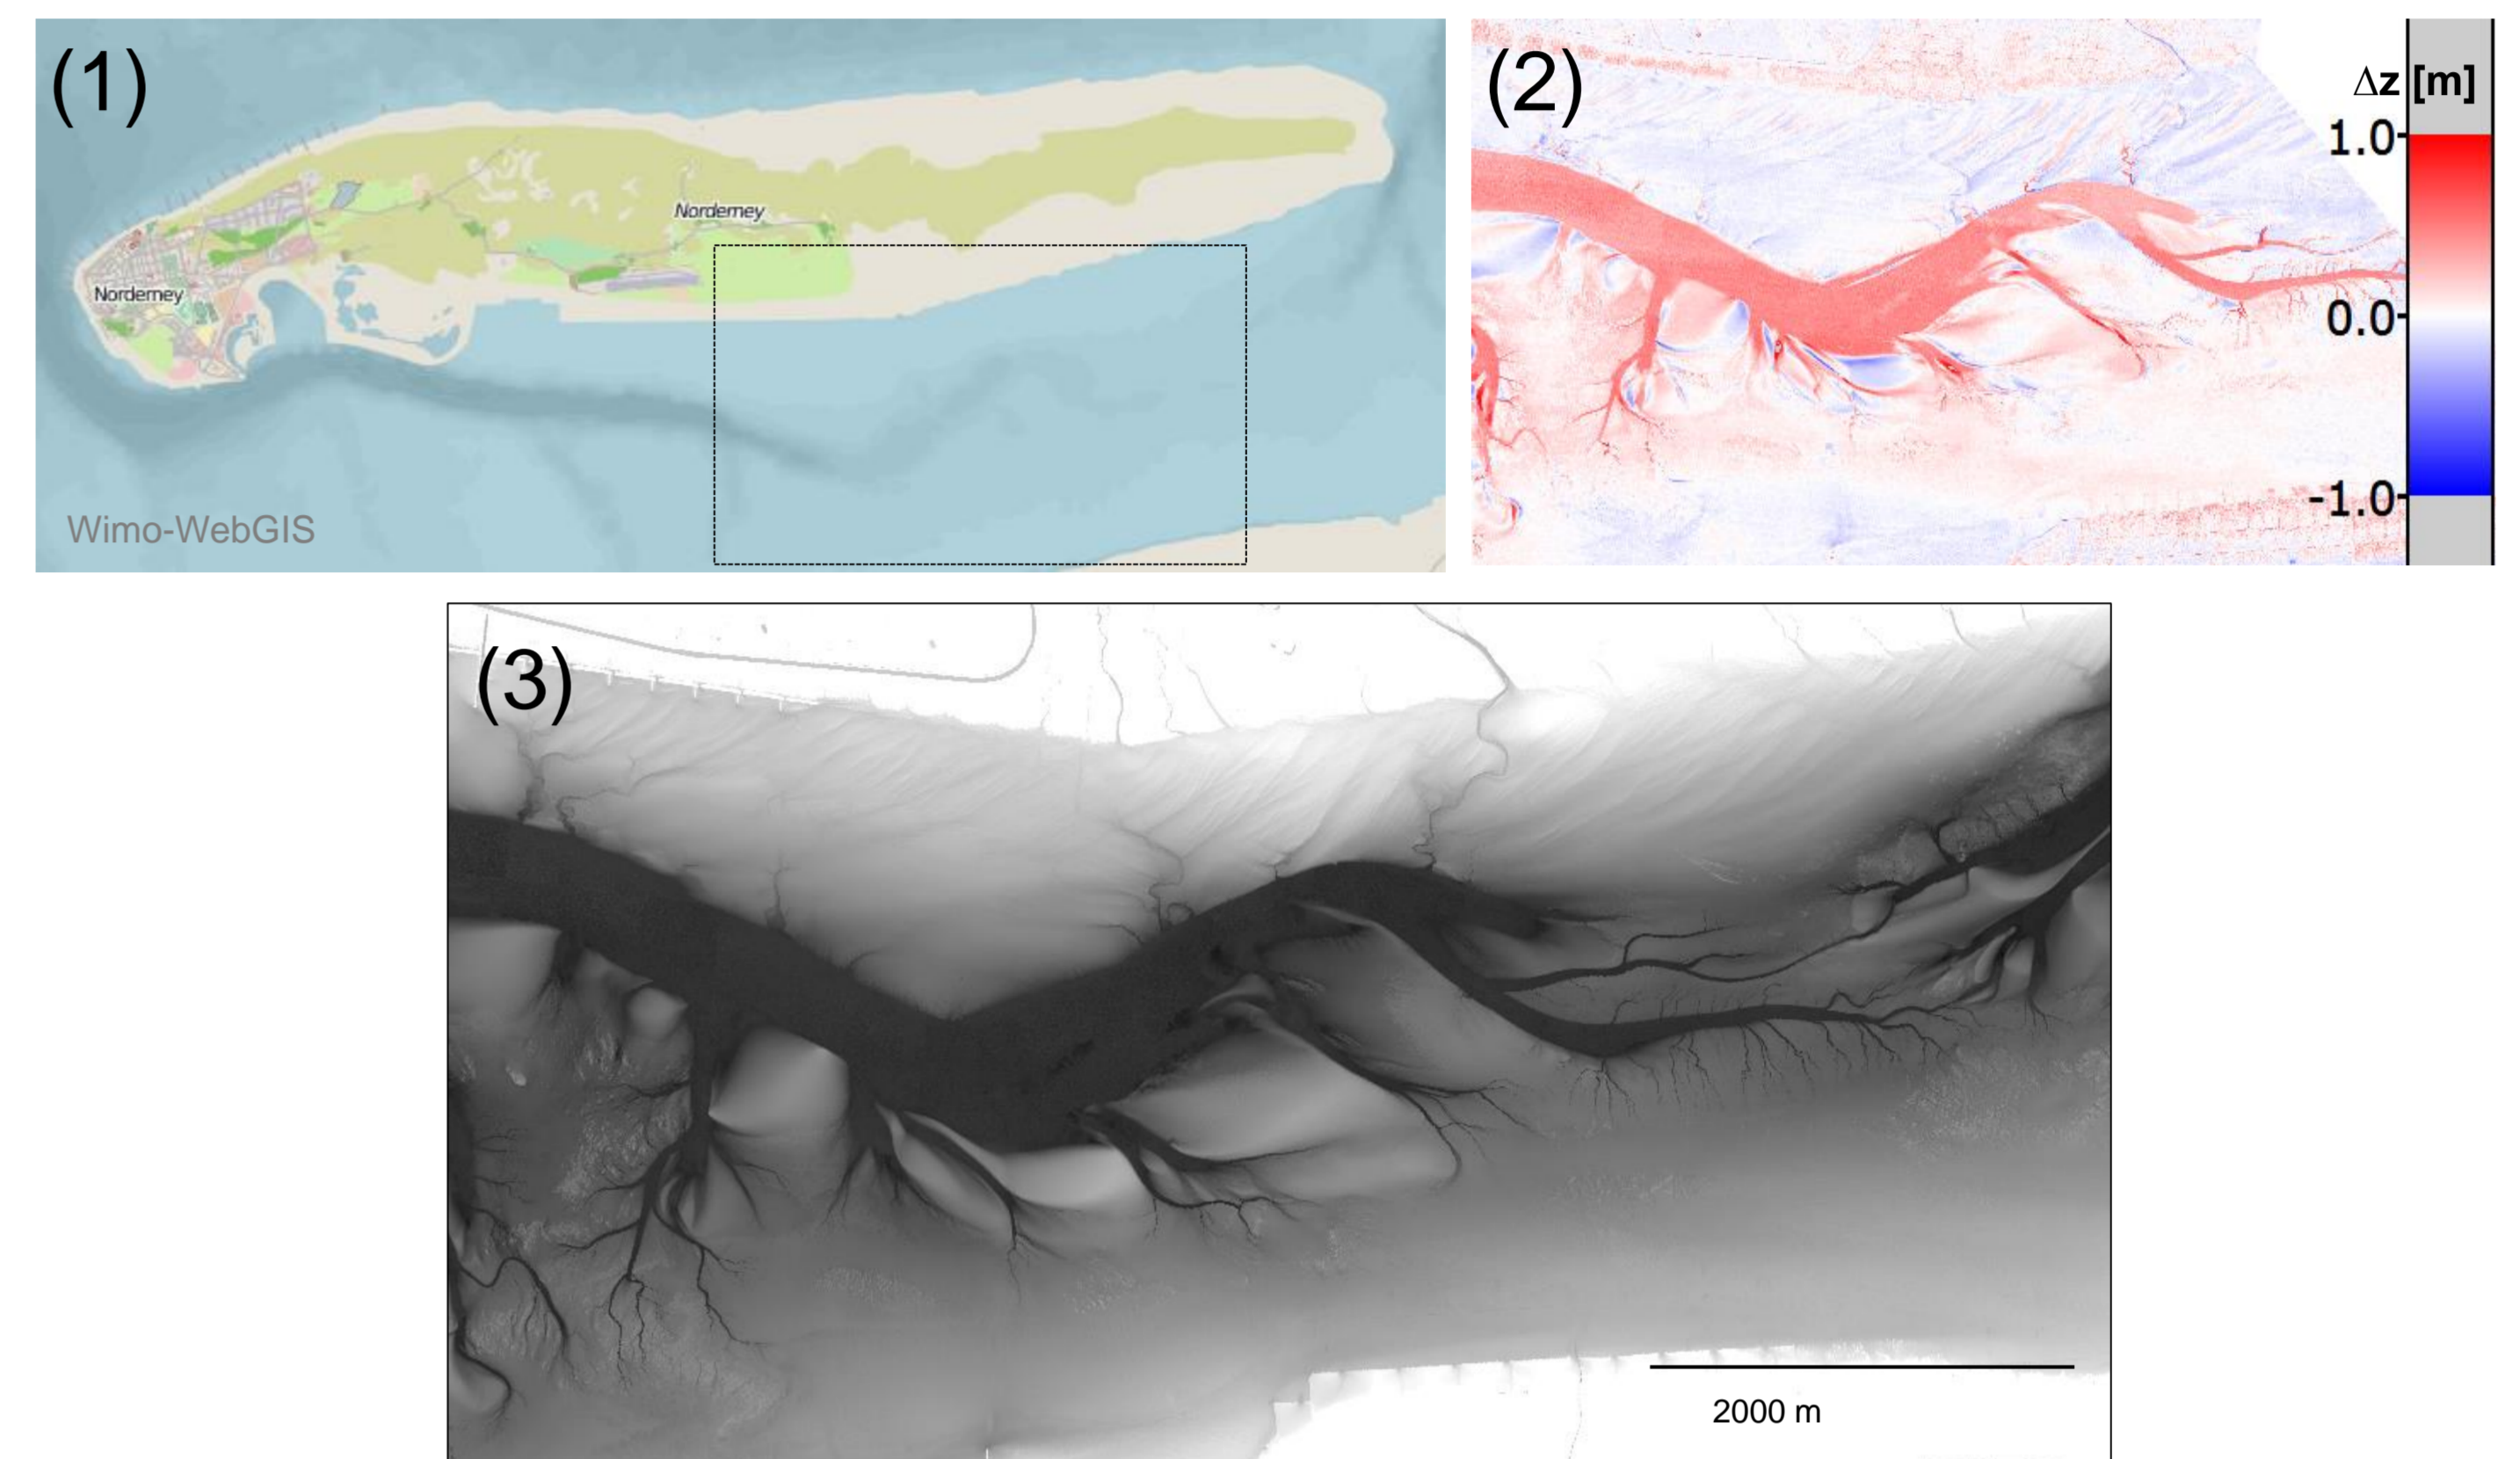 (1)
Norderney
Norderney
Wimo-WebGIS
(2)
Δz [m]
1.0
0.0
-1.0
(3)
2000 m